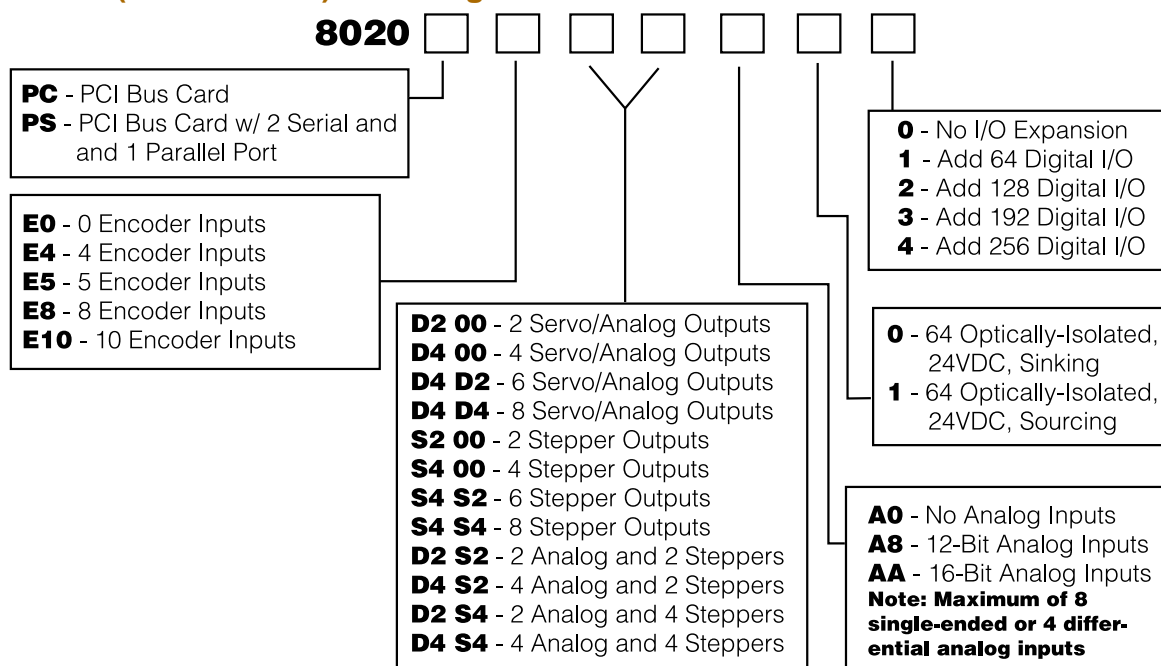 8020
PC - PCI Bus Card
PS - PCI Bus Card w/ 2 Serial and
and 1 Parallel Port
E0 - 0 Encoder Inputs
E4 - 4 Encoder Inputs
E5 - 5 Encoder Inputs
E8 - 8 Encoder Inputs
E10 - 10 Encoder Inputs
D2 00 - 2 Servo/Analog Outputs
D4 00 - 4 Servo/Analog Outputs
D4 D2 - 6 Servo/Analog Outputs
D4 D4 - 8 Servo/Analog Outputs
S2 00 - 2 Stepper Outputs
S4 00 - 4 Stepper Outputs
S4 S2 - 6 Stepper Outputs
S4 S4 - 8 Stepper Outputs
D2 S2 - 2 Analog and 2 Steppers
D4 S2 - 4 Analog and 2 Steppers
D2 S4 - 2 Analog and 4 Steppers
D4 S4 - 4 Analog and 4 Steppers
0 - No I/O Expansion
1 - Add 64 Digital I/O
2 - Add 128 Digital I/O
3 - Add 192 Digital I/O
4 - Add 256 Digital I/O
0 - 64 Optically-Isolated,
24VDC, Sinking
1 - 64 Optically-Isolated,
24VDC, Sourcing
A0 - No Analog Inputs
A8 - 12-Bit Analog Inputs
AA - 16-Bit Analog Inputs
Note: Maximum of 8
single-ended or 4 differ-
ential analog inputs